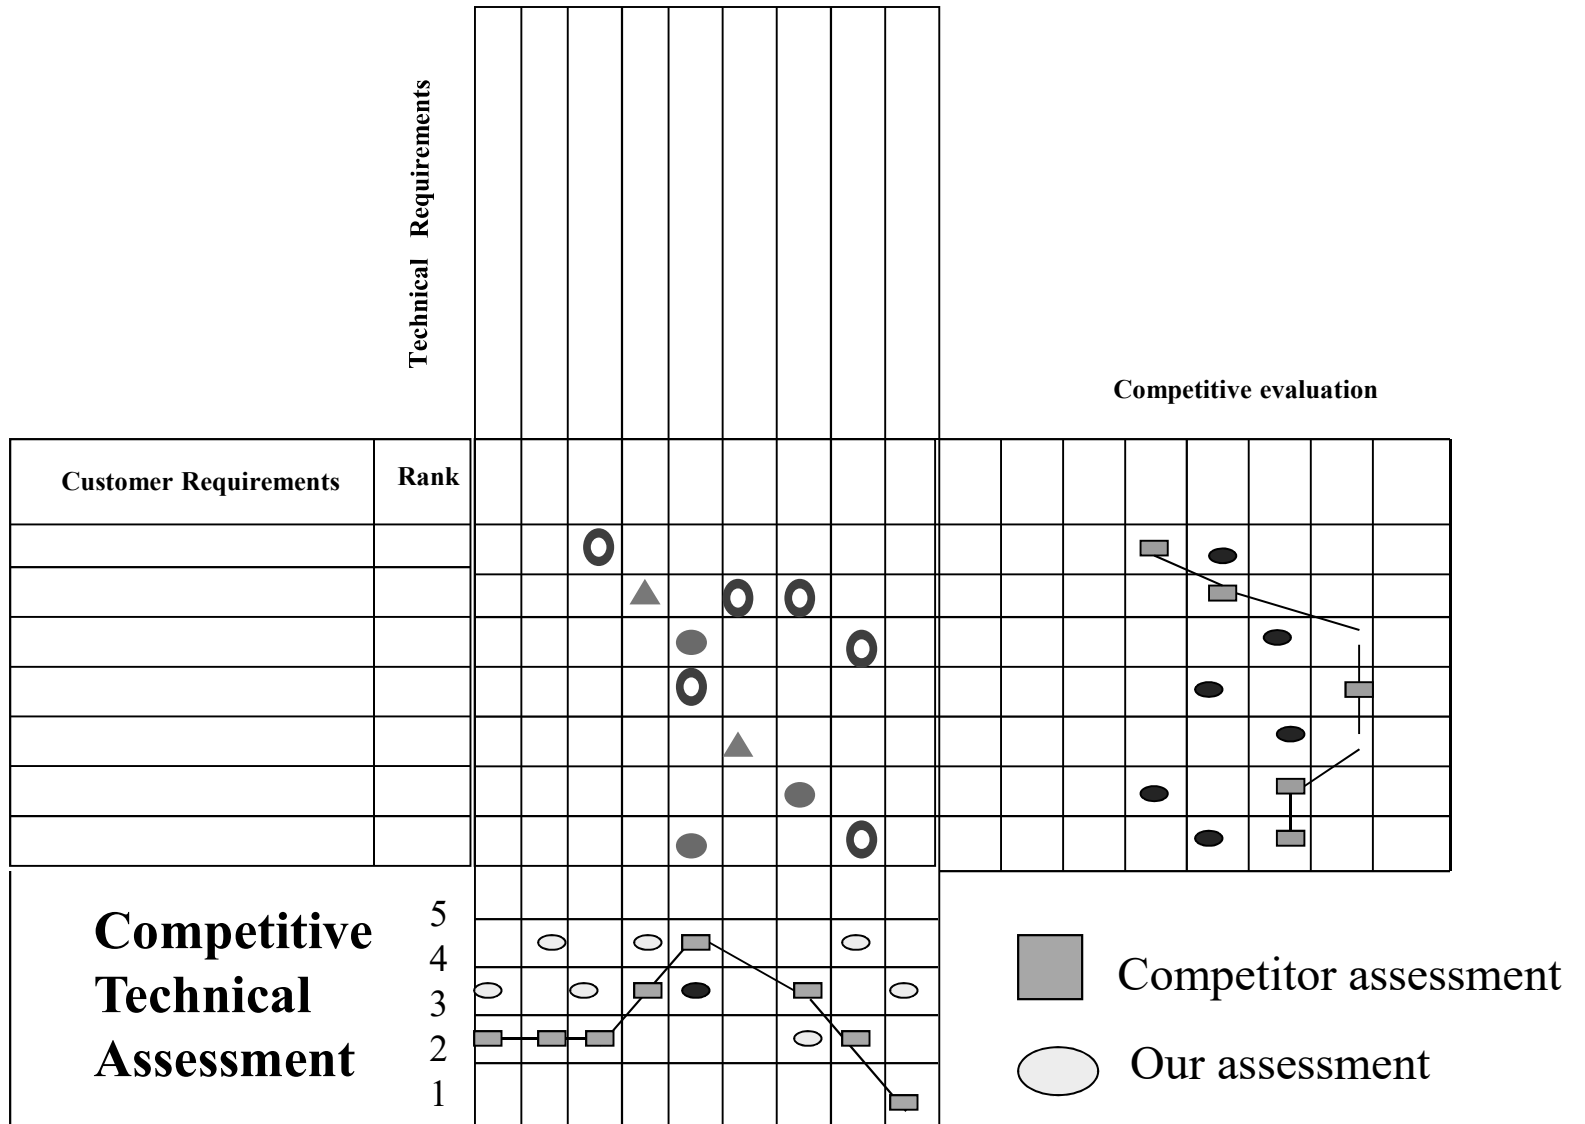 Technical Requirements
Competitive evaluation
Customer Requirements
Rank
Competitive
Technical
Assessment
5
4
3
2
1
Competitor assessment
Our assessment